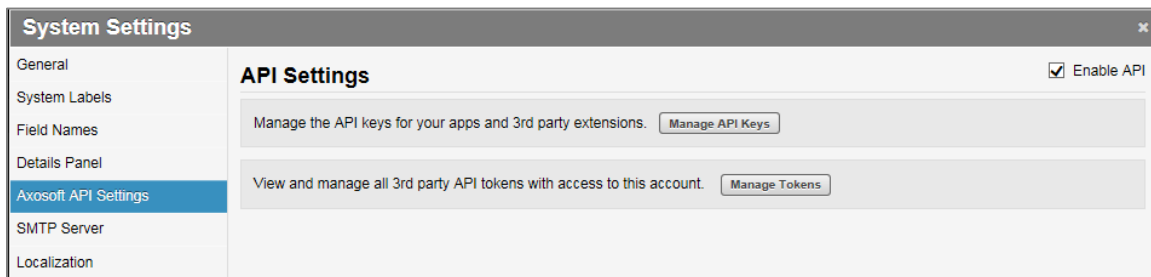 System Settings
General
System Labels
Field Names
Details Panel
Axosoft API Settings
SMTP Server
Localization
API Settings
Enable API
Manage the API keys for your apps and 3rd party extensions. Manage API Keys
View and manage all 3rd party API tokens with access to this account. Manage Tokens